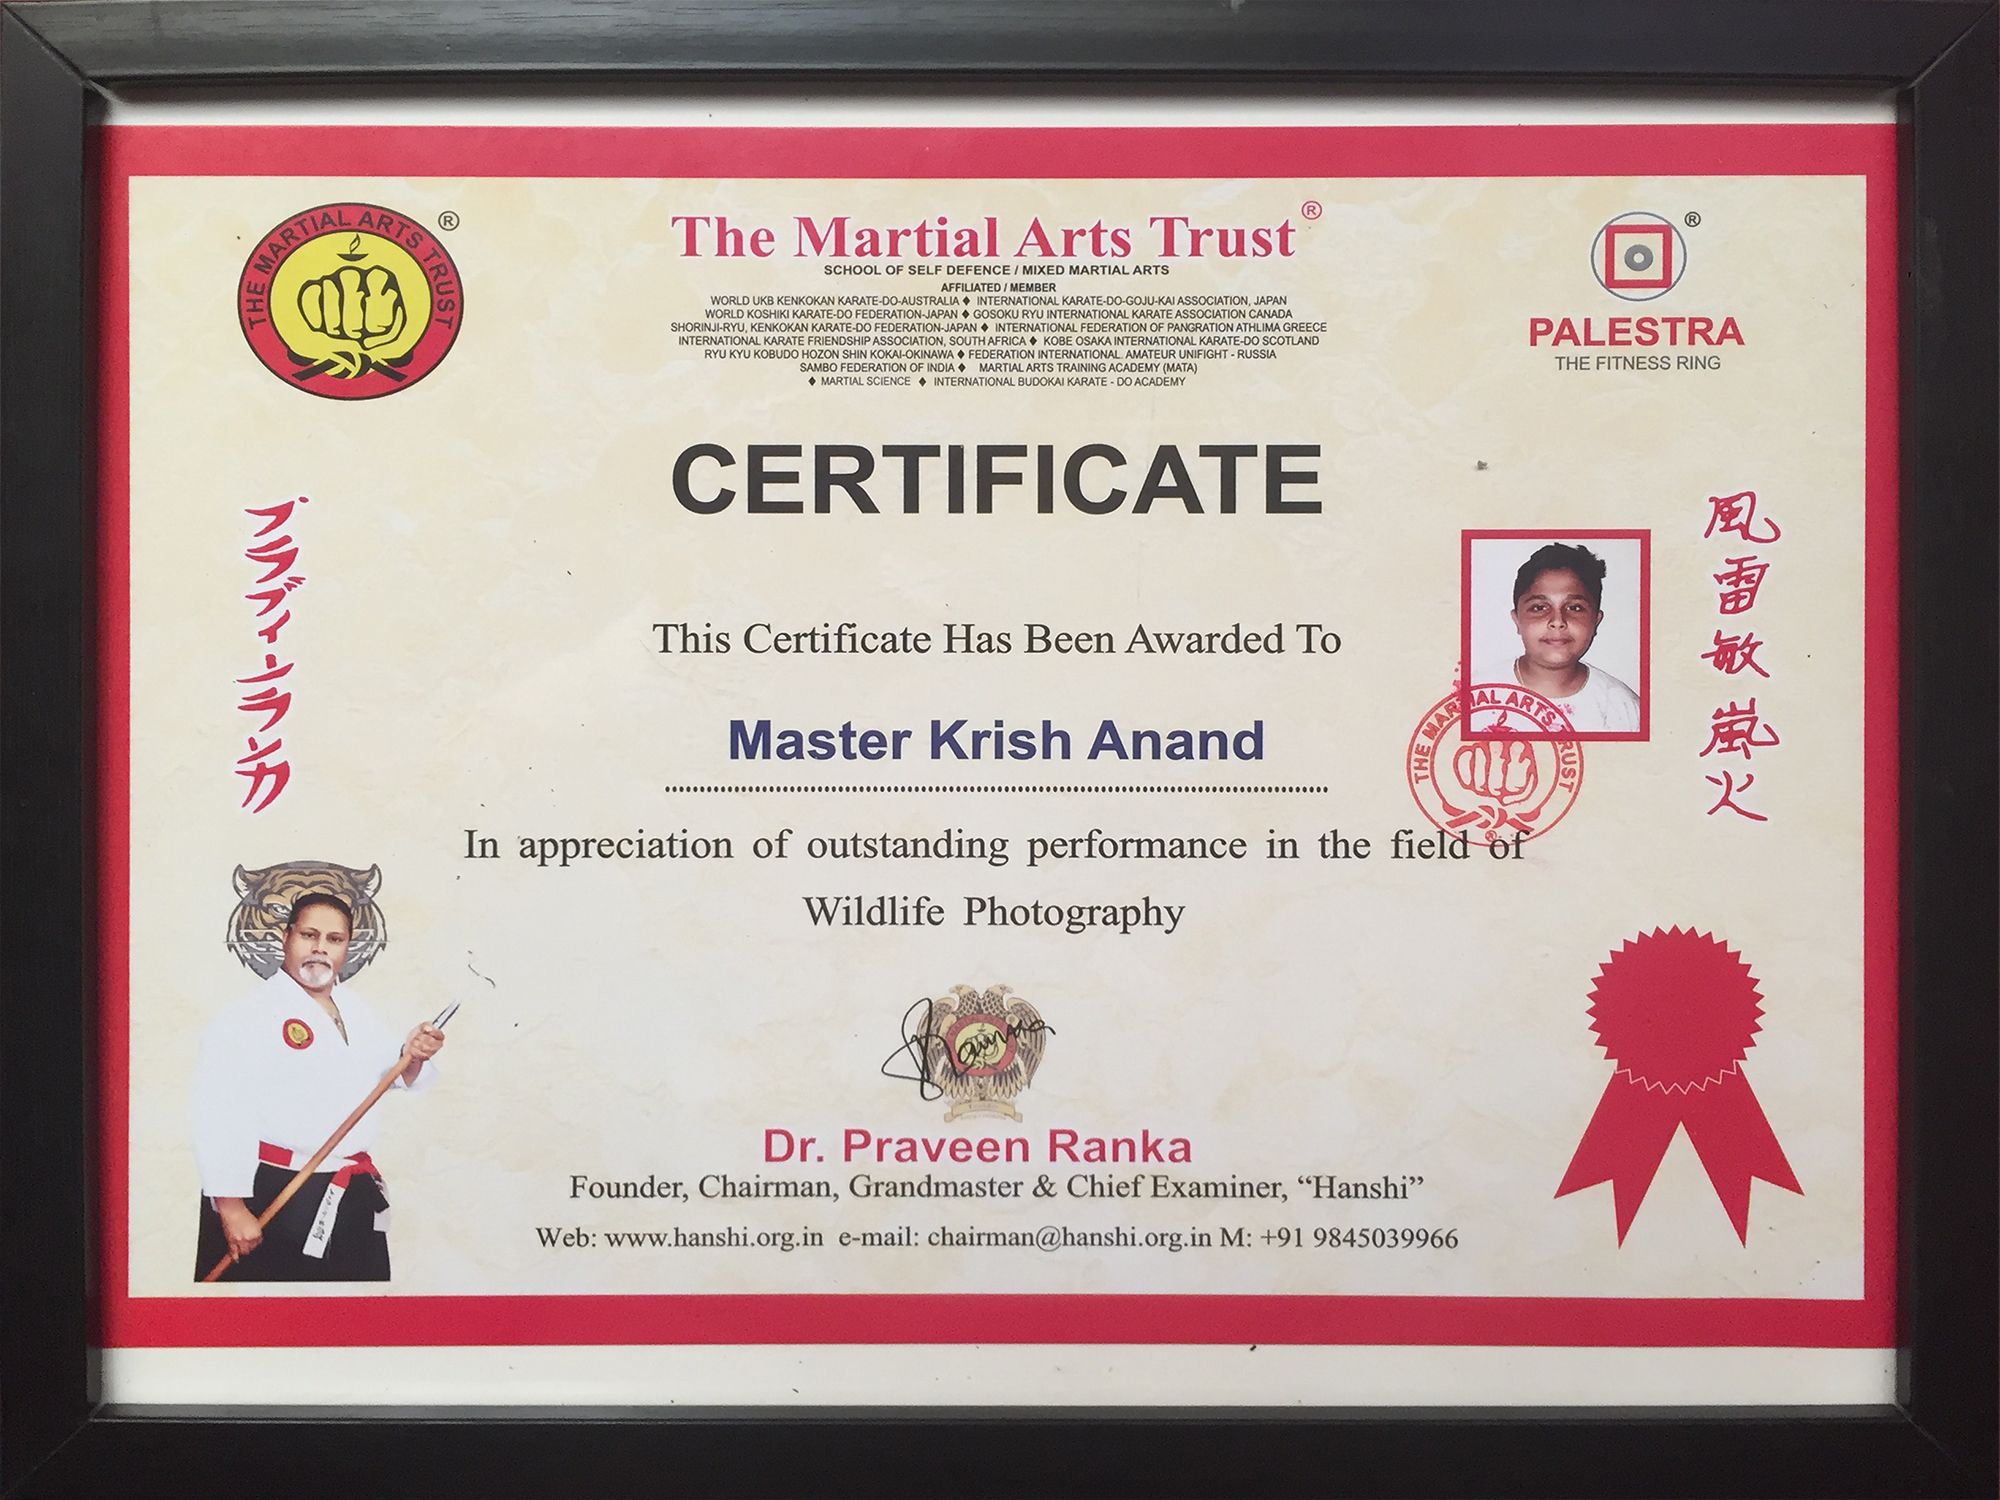 THE MARTIAL ARTS TRUST ®
The Martial Arts Trust ®
SCHOOL OF SELF DEFENCE / MIXED MARTIAL ARTS
AFFILIATED / MEMBER
WORLD UKB KENKOKAN KARATE-DO-AUSTRALIA ♦ INTERNATIONAL KARATE-DO-GOJU-KAI ASSOCIATION, JAPAN
WORLD KOSHIKI KARATE-DO FEDERATION-JAPAN ♦ GOSOKU RYU INTERNATIONAL KARATE ASSOCIATION CANADA
SHORINJI-RYU, KENKOKAN KARATE-DO FEDERATION-JAPAN ♦ INTERNATIONAL FEDERATION OF PANGRATION ATHLIMA GREECE
INTERNATIONAL KARATE FRIENDSHIP ASSOCIATION, SOUTH AFRICA ♦ KOBE OSAKA INTERNATIONAL KARATE-DO SCOTLAND
RYU KYU KOBUDO HOZON SHIN KOKAI-OKINAWA ♦ FEDERATION INTERNATIONAL. AMATEUR UNIFIGHT - RUSSIA
SAMBO FEDERATION OF INDIA ♦ MARTIAL ARTS TRAINING ACADEMY (MATA)
♦ MARTIAL SCIENCE ♦ INTERNATIONAL BUDOKAI KARATE - DO ACADEMY
®
PALESTRA
THE FITNESS RING
CERTIFICATE
プラブィンランカ
風雷敏嵐火
This Certificate Has Been Awarded To
Master Krish Anand
THE MARTIAL ARTS TRUST ®
In appreciation of outstanding performance in the field of
Wildlife Photography
Dr. Praveen Ranka
Founder, Chairman, Grandmaster & Chief Examiner, “Hanshi”
Web: www.hanshi.org.in e-mail: chairman@hanshi.org.in M: +91 9845039966